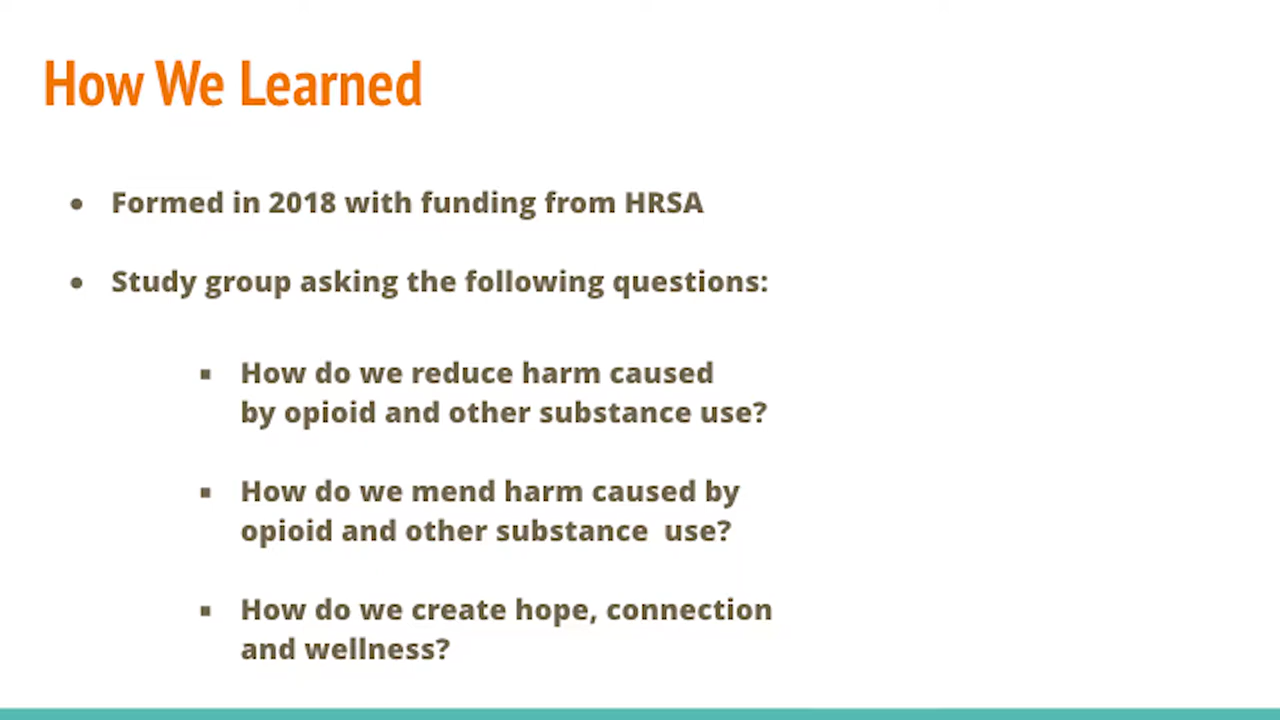 How We Learned
• Formed in 2018 with funding from HRSA
• Study group asking the following questions:
▪ How do we reduce harm caused
by opioid and other substance use?
▪ How do we mend harm caused by
opioid and other substance  use?
▪ How do we create hope, connection
and wellness?